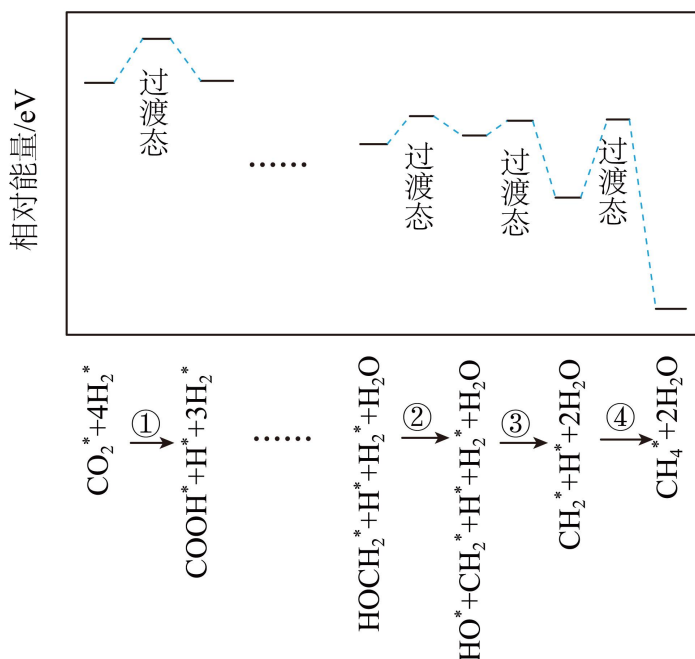 相对能量/eV
过渡态
过渡态
过渡态
过渡态
......
CO₂*+4H₂*
①
COOH*+H*+3H₂*
......
HOCH₂*+H*+H₂*+H₂O
②
HO*+CH₂*+H*+H₂*+H₂O
③
CH₂*+H*+2H₂O
④
CH₄*+2H₂O